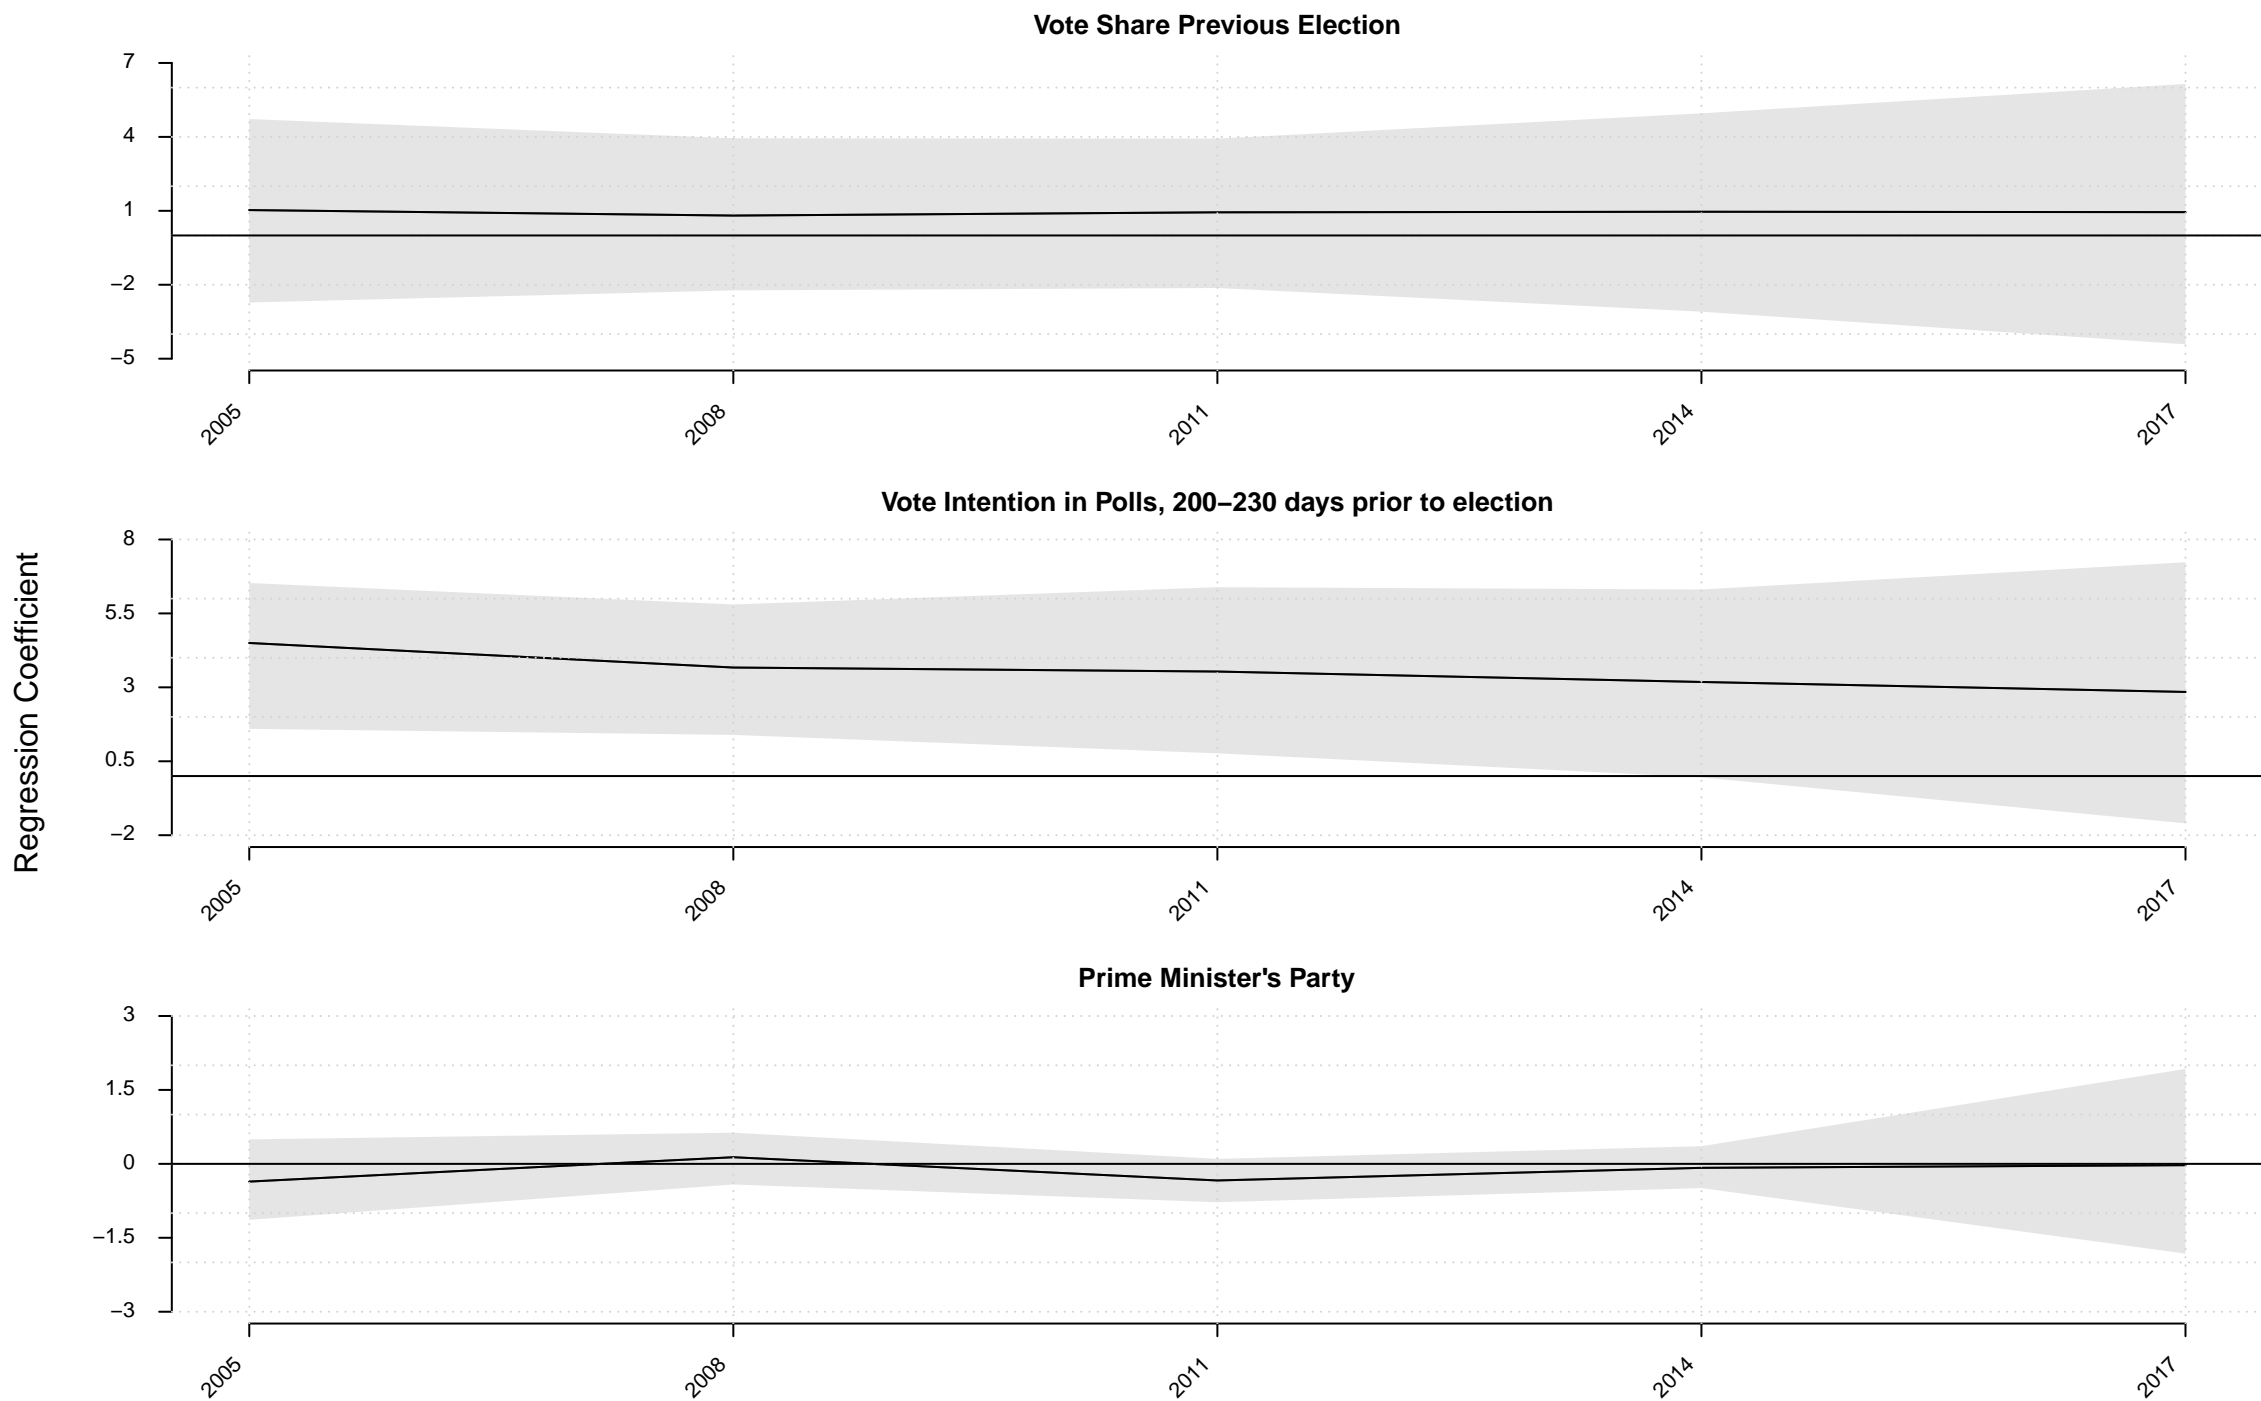 Regression Coefficient
Vote Share Previous Election
7
4
1
−2
−5
2005 2008 2011 2014 2017
Vote Intention in Polls, 200−230 days prior to election
8
5.5
3
0.5
−2
2005 2008 2011 2014 2017
Prime Minister's Party
3
1.5
0
−1.5
−3
2005 2008 2011 2014 2017